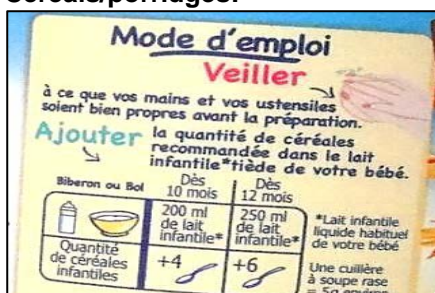 cereals/porridges:
Mode d'emploi
Veiller
à ce que vos mains et vos ustensiles
soient bien propres avant la préparation.
Ajouter la quantité de céréales
recommandée dans le lait
infantile*tiède de votre bébé.
Biberon ou Bol
Dès
10 mois
Dès
12 mois
200 ml
de lait
infantile*
250 ml
de lait
infantile*
*Lait infantile
liquide habituel
de votre bébé
Quantité
de céréales
infantiles
+4
+6
Une cuillère
à soupe rase
= 5g environ